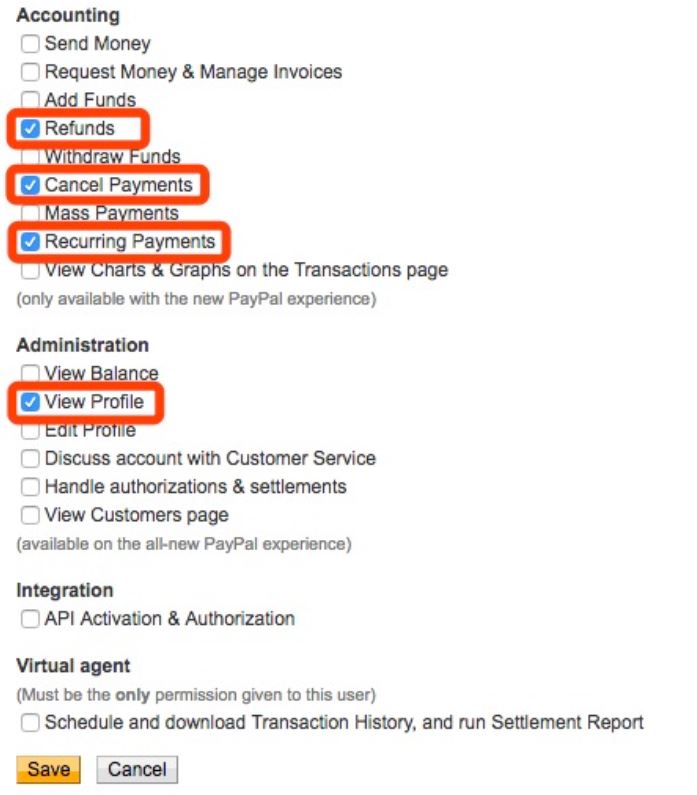 Accounting
Send Money
Request Money & Manage Invoices
Add Funds
Refunds
Withdraw Funds
Cancel Payments
Mass Payments
Recurring Payments
View Charts & Graphs on the Transactions page
(only available with the new PayPal experience)
Administration
View Balance
View Profile
Edit Profile
Discuss account with Customer Service
Handle authorizations & settlements
View Customers page
(available on the all-new PayPal experience)
Integration
API Activation & Authorization
Virtual agent
(Must be the only permission given to this user)
Schedule and download Transaction History, and run Settlement Report
Save Cancel